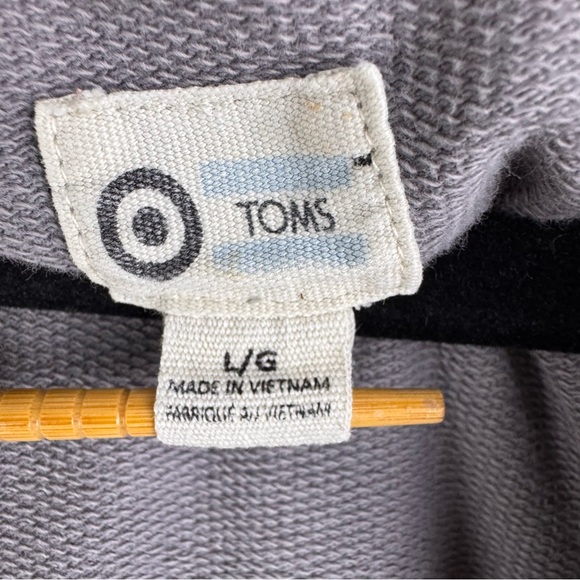 TOMS
L/G
MADE IN VIETNAM
FABRIQUÉ AU VIETNAM